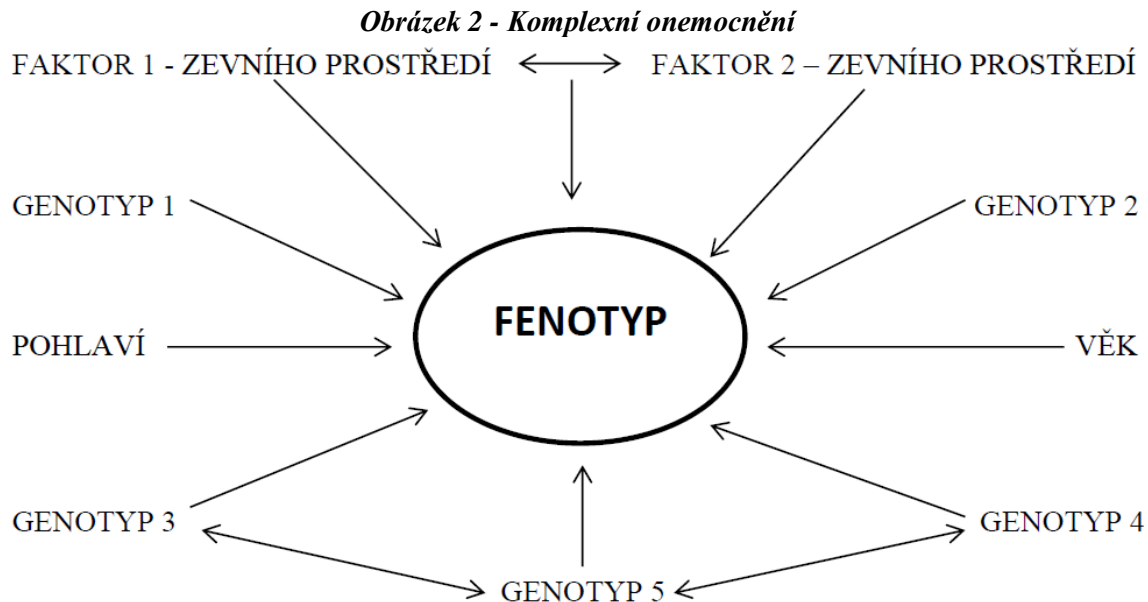 Obrázek 2 - Komplexní onemocnění
FAKTOR 1 - ZEVNÍHO PROSTŘEDÍ
FAKTOR 2 – ZEVNÍHO PROSTŘEDÍ
GENOTYP 1
GENOTYP 2
FENOTYP
POHLAVÍ
VĚK
GENOTYP 3
GENOTYP 4
GENOTYP 5